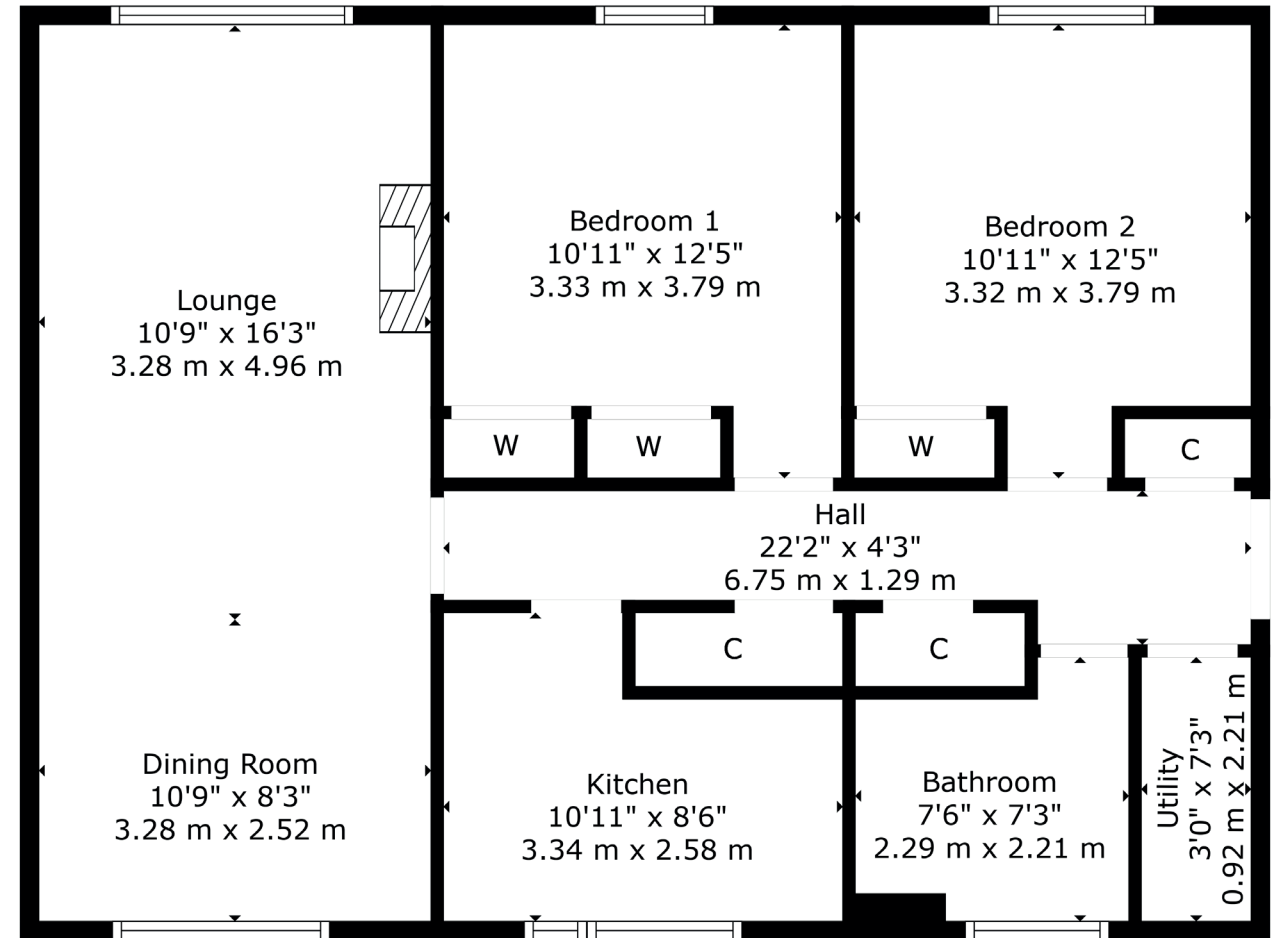 Lounge
10'9" x 16'3"
3.28 m x 4.96 m
Bedroom 1
10'11" x 12'5"
3.33 m x 3.79 m
Bedroom 2
10'11" x 12'5"
3.32 m x 3.79 m
W
W
W
C
Hall
22'2" x 4'3"
6.75 m x 1.29 m
C
C
Dining Room
10'9" x 8'3"
3.28 m x 2.52 m
Kitchen
10'11" x 8'6"
3.34 m x 2.58 m
Bathroom
7'6" x 7'3"
2.29 m x 2.21 m
Utility
3'0" x 7'3"
0.92 m x 2.21 m